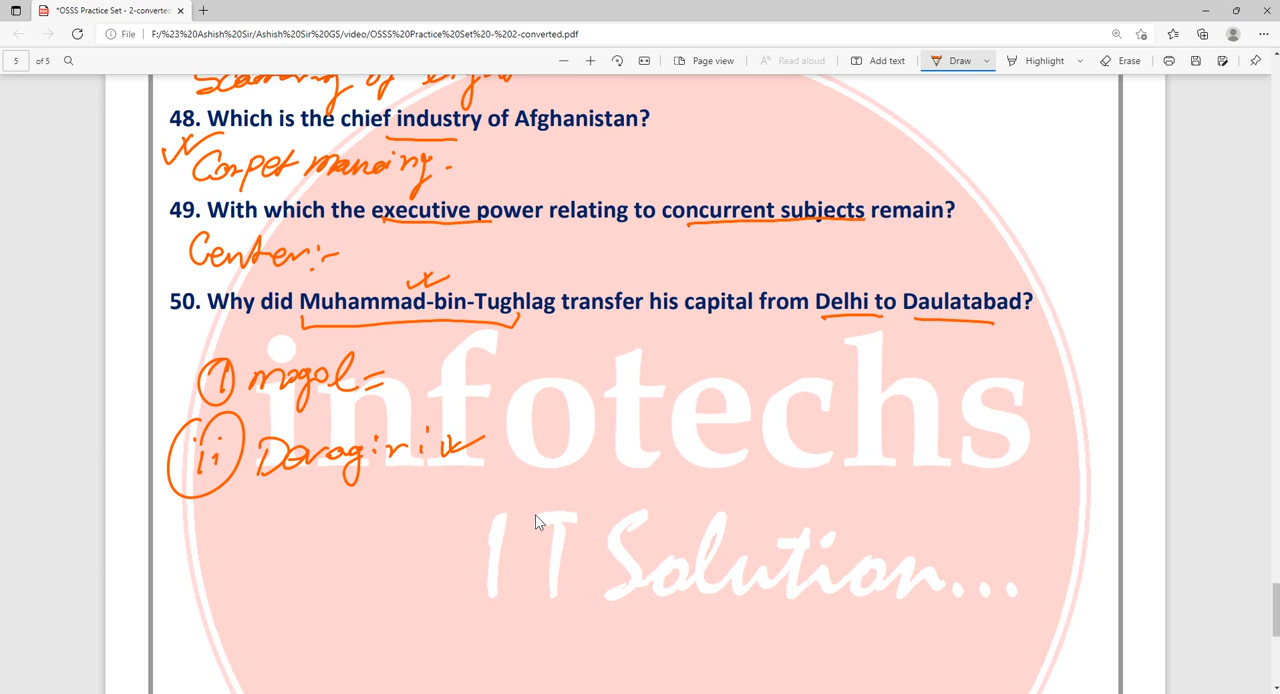 *OSSS Practice Set - 2-converted
File F:/%23%20Ashish%20Sir/Ashish%20Sir%20GS/video/OSSS%20Practice%20Set%20-%202-converted.pdf
5 of 5 Page view Read aloud Add text Draw Highlight Erase
of
48. Which is the chief industry of Afghanistan?
Carpet
49. With which the executive power relating to concurrent subjects remain?
Center:-
50. Why did Muhammad-bin-Tughlag transfer his capital from Delhi to Daulatabad?
i mogol =
ii Devagiri
infotechs
IT Solution...